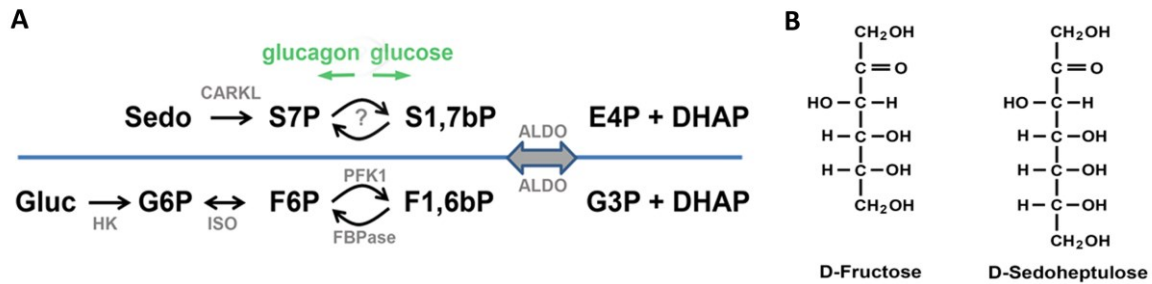 A
glucagon glucose
CARKL
Sedo S7P ? S1,7bP E4P + DHAP
ALDO
ALDO
PFK1
Gluc G6P F6P F1,6bP G3P + DHAP
HK ISO
FBPase
B
CH₂OH CH₂OH
C=O C=O
HO-C-H HO-C-H
H-C-OH H-C-OH
H-C-OH H-C-OH
CH₂OH H-C-OH
CH₂OH
D-Fructose D-Sedoheptulose